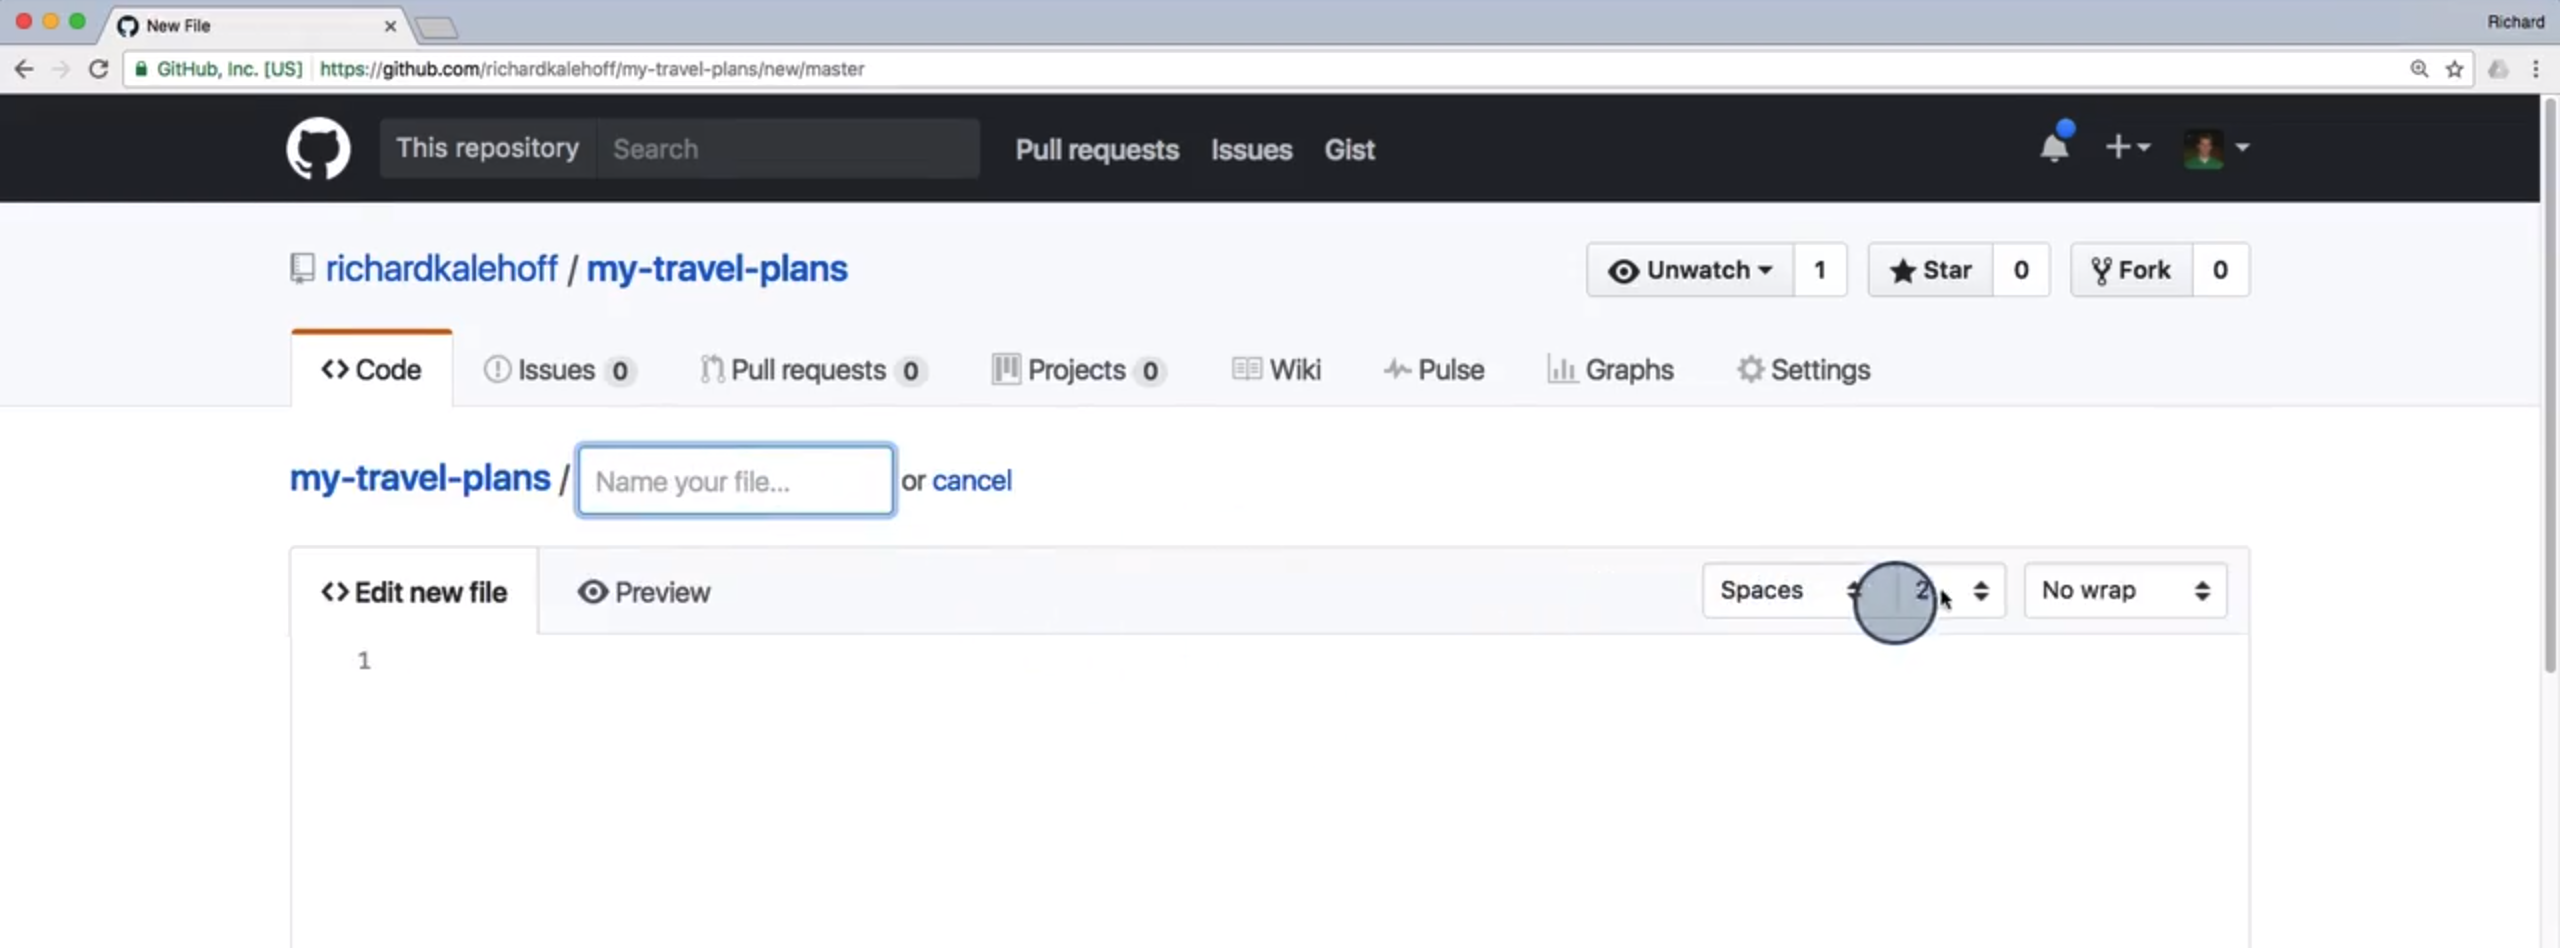 New File
Richard
GitHub, Inc. [US] https://github.com/richardkalehoff/my-travel-plans/new/master
This repository Search Pull requests Issues Gist
richardkalehoff / my-travel-plans Unwatch 1 Star 0 Fork 0
<> Code Issues 0 Pull requests 0 Projects 0 Wiki Pulse Graphs Settings
my-travel-plans / Name your file... or cancel
<> Edit new file Preview Spaces 2 No wrap
1